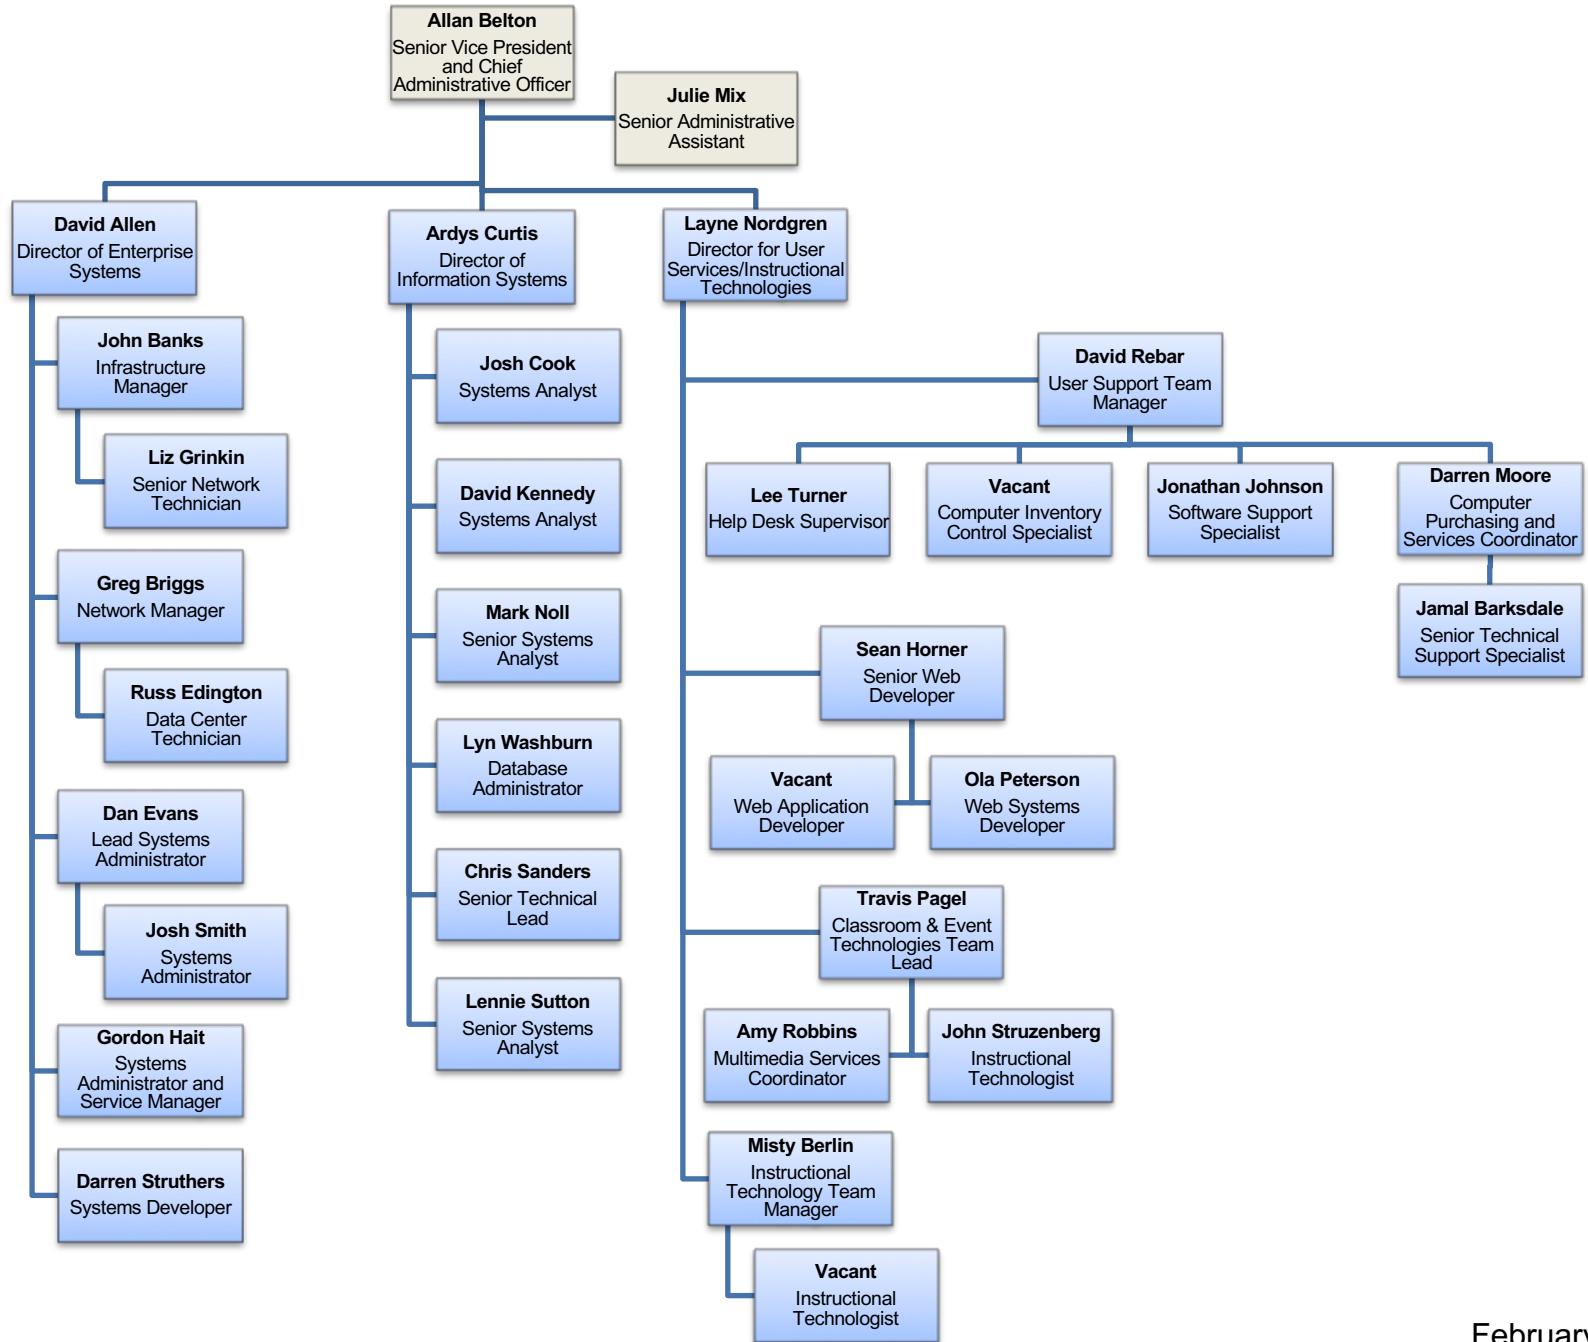 Allan Belton
Senior Vice President
and Chief
Administrative Officer
Julie Mix
Senior Administrative
Assistant
David Allen
Director of Enterprise
Systems
John Banks
Infrastructure
Manager
Liz Grinkin
Senior Network
Technician
Greg Briggs
Network Manager
Russ Edington
Data Center
Technician
Dan Evans
Lead Systems
Administrator
Josh Smith
Systems
Administrator
Gordon Hait
Systems
Administrator and
Service Manager
Darren Struthers
Systems Developer
Ardys Curtis
Director of
Information Systems
Josh Cook
Systems Analyst
David Kennedy
Systems Analyst
Mark Noll
Senior Systems
Analyst
Lyn Washburn
Database
Administrator
Chris Sanders
Senior Technical
Lead
Lennie Sutton
Senior Systems
Analyst
Layne Nordgren
Director for User
Services/Instructional
Technologies
David Rebar
User Support Team
Manager
Lee Turner
Help Desk Supervisor
Vacant
Computer Inventory
Control Specialist
Jonathan Johnson
Software Support
Specialist
Darren Moore
Computer
Purchasing and
Services Coordinator
Jamal Barksdale
Senior Technical
Support Specialist
Sean Horner
Senior Web
Developer
Vacant
Web Application
Developer
Ola Peterson
Web Systems
Developer
Travis Pagel
Classroom & Event
Technologies Team
Lead
Amy Robbins
Multimedia Services
Coordinator
John Struzenberg
Instructional
Technologist
Misty Berlin
Instructional
Technology Team
Manager
Vacant
Instructional
Technologist
February